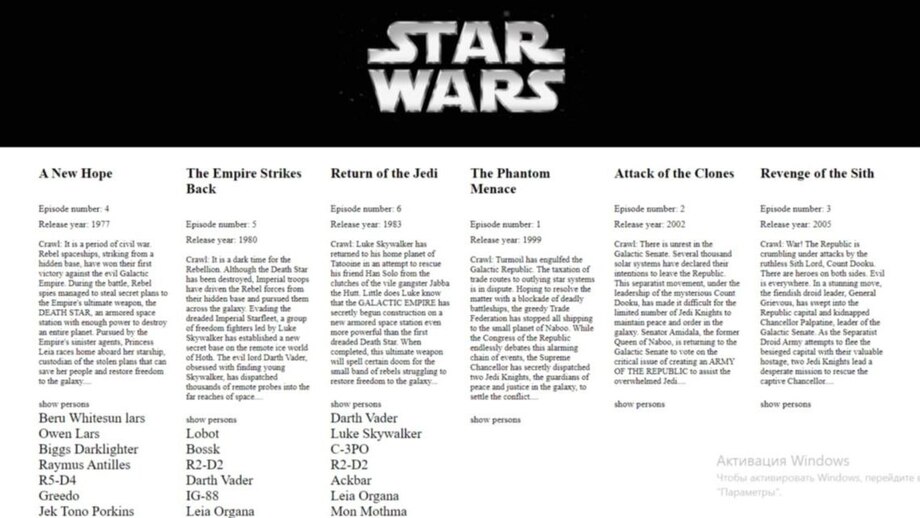 STAR
WARS
A New Hope
Episode number: 4
Release year: 1977
Crawl: It is a period of civil war.
Rebel spaceships, striking from a
hidden base, have won their first
victory against the evil Galactic
Empire. During the battle, Rebel
spies managed to steal secret plans to
the Empire's ultimate weapon, the
DEATH STAR, an armored space
station with enough power to destroy
an entire planet. Pursued by the
Empire's sinister agents, Princess
Leia races home aboard her starship,
custodian of the stolen plans that can
save her people and restore freedom
to the galaxy....
show persons
Beru Whitesun lars
Owen Lars
Biggs Darklighter
Raymus Antilles
R5-D4
Greedo
Jek Tono Porkins
The Empire Strikes
Back
Episode number: 5
Release year: 1980
Crawl: It is a dark time for the
Rebellion. Although the Death Star
has been destroyed, Imperial troops
have driven the Rebel forces from
their hidden base and pursued them
across the galaxy. Evading the
dreaded Imperial Starfleet, a group
of freedom fighters led by Luke
Skywalker has established a new
secret base on the remote ice world
of Hoth. The evil lord Darth Vader,
obsessed with finding young
Skywalker, has dispatched
thousands of remote probes into the
far reaches of space....
show persons
Lobot
Bossk
R2-D2
Darth Vader
IG-88
Leia Organa
Return of the Jedi
Episode number: 6
Release year: 1983
Crawl: Luke Skywalker has
returned to his home planet of
Tatooine in an attempt to rescue
his friend Han Solo from the
clutches of the vile gangster Jabba
the Hutt. Little does Luke know
that the GALACTIC EMPIRE has
secretly begun construction on a
new armored space station even
more powerful than the first
dreaded Death Star. When
completed, this ultimate weapon
will spell certain doom for the
small band of rebels struggling to
restore freedom to the galaxy...
show persons
Darth Vader
Luke Skywalker
C-3PO
R2-D2
Ackbar
Leia Organa
Mon Mothma
The Phantom
Menace
Episode number: 1
Release year: 1999
Crawl: Turmoil has engulfed the
Galactic Republic. The taxation of
trade routes to outlying star systems
is in dispute. Hoping to resolve the
matter with a blockade of deadly
battleships, the greedy Trade
Federation has stopped all shipping
to the small planet of Naboo. While
the Congress of the Republic
endlessly debates this alarming
chain of events, the Supreme
Chancellor has secretly dispatched
two Jedi Knights, the guardians of
peace and justice in the galaxy, to
settle the conflict....
show persons
Attack of the Clones
Episode number: 2
Release year: 2002
Crawl: There is unrest in the
Galactic Senate. Several thousand
solar systems have declared their
intentions to leave the Republic.
This separatist movement, under the
leadership of the mysterious Count
Dooku, has made it difficult for the
limited number of Jedi Knights to
maintain peace and order in the
galaxy. Senator Amidala, the former
Queen of Naboo, is returning to the
Galactic Senate to vote on the
critical issue of creating an ARMY
OF THE REPUBLIC to assist the
overwhelmed Jedi....
show persons
Revenge of the Sith
Episode number: 3
Release year: 2005
Crawl: War! The Republic is
crumbling under attacks by the
ruthless Sith Lord, Count Dooku.
There are heroes on both sides. Evil
is everywhere. In a stunning move,
the fiendish droid leader, General
Grievous, has swept into the
Republic capital and kidnapped
Chancellor Palpatine, leader of the
Galactic Senate. As the Separatist
Droid Army attempts to flee the
besieged capital with their valuable
hostage, two Jedi Knights lead a
desperate mission to rescue the
captive Chancellor....
show persons
Активация Windows
Чтобы активировать Windows, перейдите в
"Параметры".